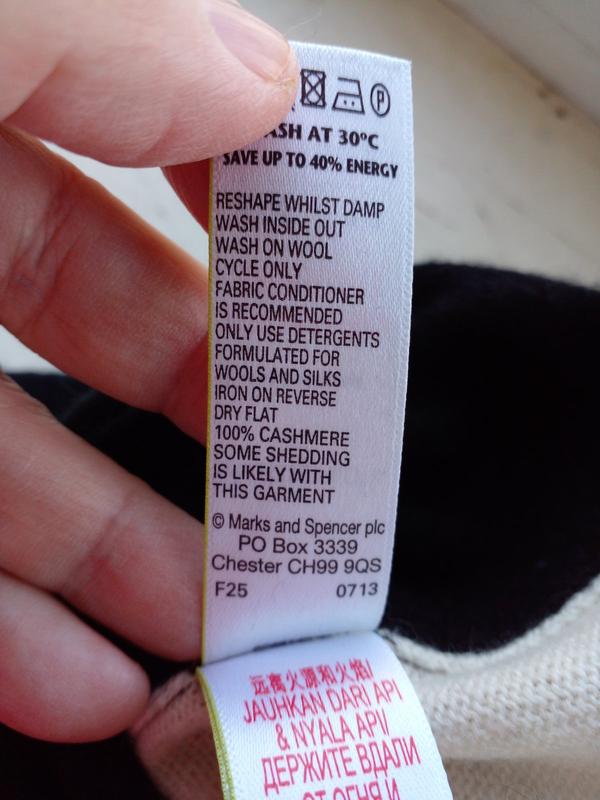 P
ASH AT 30°C
SAVE UP TO 40% ENERGY
RESHAPE WHILST DAMP
WASH INSIDE OUT
WASH ON WOOL
CYCLE ONLY
FABRIC CONDITIONER
IS RECOMMENDED
ONLY USE DETERGENTS
FORMULATED FOR
WOOLS AND SILKS
IRON ON REVERSE
DRY FLAT
100% CASHMERE
SOME SHEDDING
IS LIKELY WITH
THIS GARMENT
© Marks and Spencer plc
PO Box 3339
Chester CH99 9QS
F25 0713
远离火源和火焰/
JAUHKAN DARI API
& NYALA API/
ДЕРЖИТЕ ВДАЛИ
ОТ ОГНЯ И